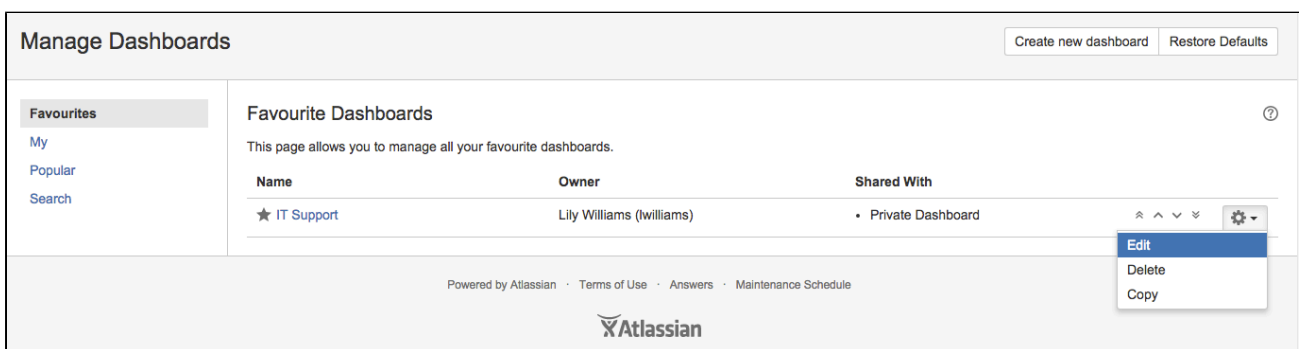 Manage Dashboards
Create new dashboard Restore Defaults
Favourites
My
Popular
Search
Favourite Dashboards
This page allows you to manage all your favourite dashboards.
Name Owner Shared With
IT Support Lily Williams (lwilliams) • Private Dashboard
Edit
Delete
Copy
Powered by Atlassian · Terms of Use · Answers · Maintenance Schedule
Atlassian